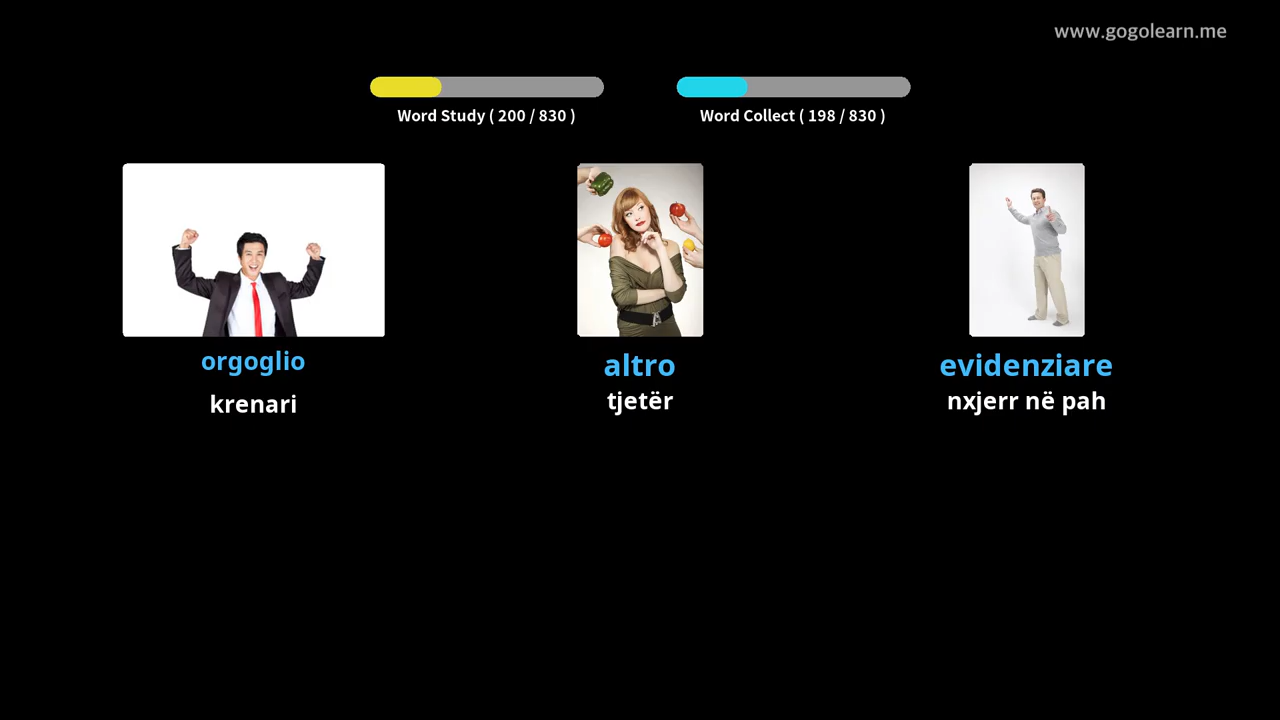 www.gogolearn.me
Word Study ( 200 / 830 )
Word Collect ( 198 / 830 )
orgoglio
krenari
altro
tjetër
evidenziare
nxjerr në pah